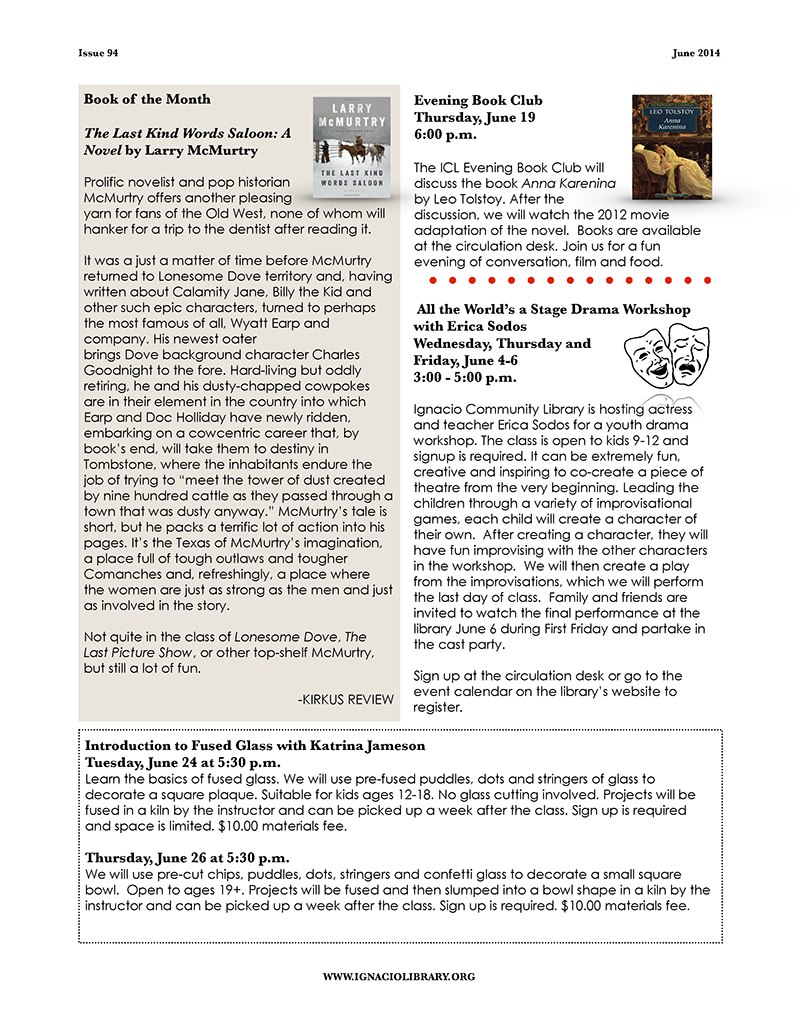 Issue 94
June 2014
Book of the Month
The Last Kind Words Saloon: A
Novel by Larry McMurtry
LARRY
McMURTRY
THE LAST KIND
WORDS SALOON
Prolific novelist and pop historian
McMurtry offers another pleasing
yarn for fans of the Old West, none of whom will
hanker for a trip to the dentist after reading it.
It was a just a matter of time before McMurtry
returned to Lonesome Dove territory and, having
written about Calamity Jane, Billy the Kid and
other such epic characters, turned to perhaps
the most famous of all, Wyatt Earp and
company. His newest oater
brings Dove background character Charles
Goodnight to the fore. Hard-living but oddly
retiring, he and his dusty-chapped cowpokes
are in their element in the country into which
Earp and Doc Holliday have newly ridden,
embarking on a cowcentric career that, by
book's end, will take them to destiny in
Tombstone, where the inhabitants endure the
job of trying to "meet the tower of dust created
by nine hundred cattle as they passed through a
town that was dusty anyway." McMurtry's tale is
short, but he packs a terrific lot of action into his
pages. It's the Texas of McMurtry's imagination,
a place full of tough outlaws and tougher
Comanches and, refreshingly, a place where
the women are just as strong as the men and just
as involved in the story.
Not quite in the class of Lonesome Dove, The
Last Picture Show, or other top-shelf McMurtry,
but still a lot of fun.
-KIRKUS REVIEW
Evening Book Club
Thursday, June 19
6:00 p.m.
LEO TOLSTOY
Anna
Karenina
The ICL Evening Book Club will
discuss the book Anna Karenina
by Leo Tolstoy. After the
discussion, we will watch the 2012 movie
adaptation of the novel.  Books are available
at the circulation desk. Join us for a fun
evening of conversation, film and food.
All the World's a Stage Drama Workshop
with Erica Sodos
Wednesday, Thursday and
Friday, June 4-6
3:00 - 5:00 p.m.
Ignacio Community Library is hosting actress
and teacher Erica Sodos for a youth drama
workshop. The class is open to kids 9-12 and
signup is required. It can be extremely fun,
creative and inspiring to co-create a piece of
theatre from the very beginning. Leading the
children through a variety of improvisational
games, each child will create a character of
their own.  After creating a character, they will
have fun improvising with the other characters
in the workshop.  We will then create a play
from the improvisations, which we will perform
the last day of class.  Family and friends are
invited to watch the final performance at the
library June 6 during First Friday and partake in
the cast party.
Sign up at the circulation desk or go to the
event calendar on the library's website to
register.
Introduction to Fused Glass with Katrina Jameson
Tuesday, June 24 at 5:30 p.m.
Learn the basics of fused glass. We will use pre-fused puddles, dots and stringers of glass to
decorate a square plaque. Suitable for kids ages 12-18. No glass cutting involved. Projects will be
fused in a kiln by the instructor and can be picked up a week after the class. Sign up is required
and space is limited. $10.00 materials fee.
Thursday, June 26 at 5:30 p.m.
We will use pre-cut chips, puddles, dots, stringers and confetti glass to decorate a small square
bowl.  Open to ages 19+. Projects will be fused and then slumped into a bowl shape in a kiln by the
instructor and can be picked up a week after the class. Sign up is required. $10.00 materials fee.
WWW.IGNACIOLIBRARY.ORG